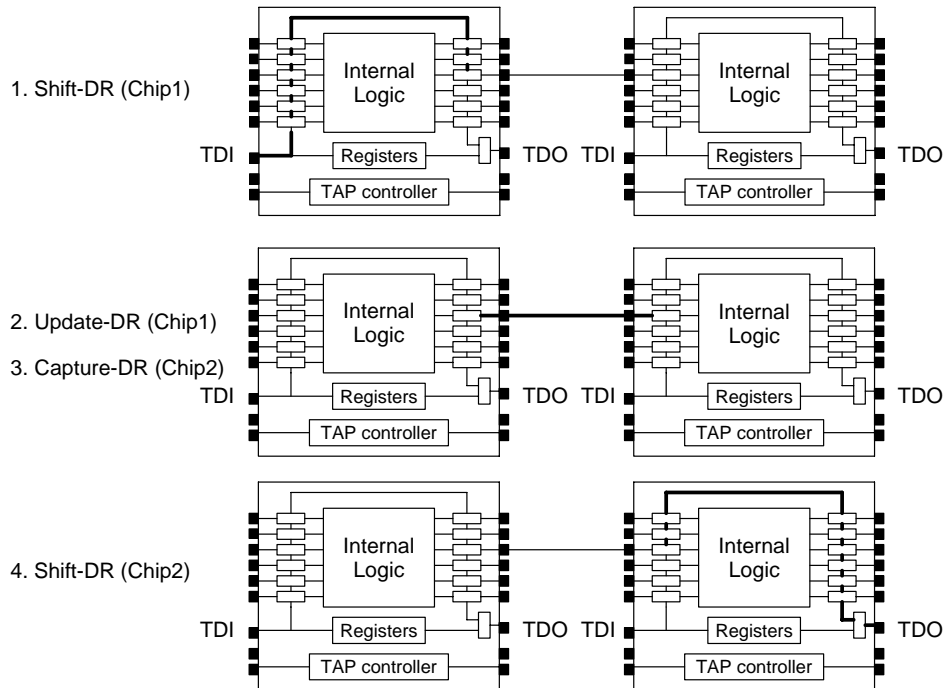 Internal
Logic
Internal
Logic
1. Shift-DR (Chip1)
TDI
Registers
TDO
TDI
Registers
TDO
TAP controller
TAP controller
Internal
Logic
Internal
Logic
2. Update-DR (Chip1)
3. Capture-DR (Chip2)
TDI
Registers
TDO
TDI
Registers
TDO
TAP controller
TAP controller
Internal
Logic
Internal
Logic
4. Shift-DR (Chip2)
TDI
Registers
TDO
TDI
Registers
TDO
TAP controller
TAP controller